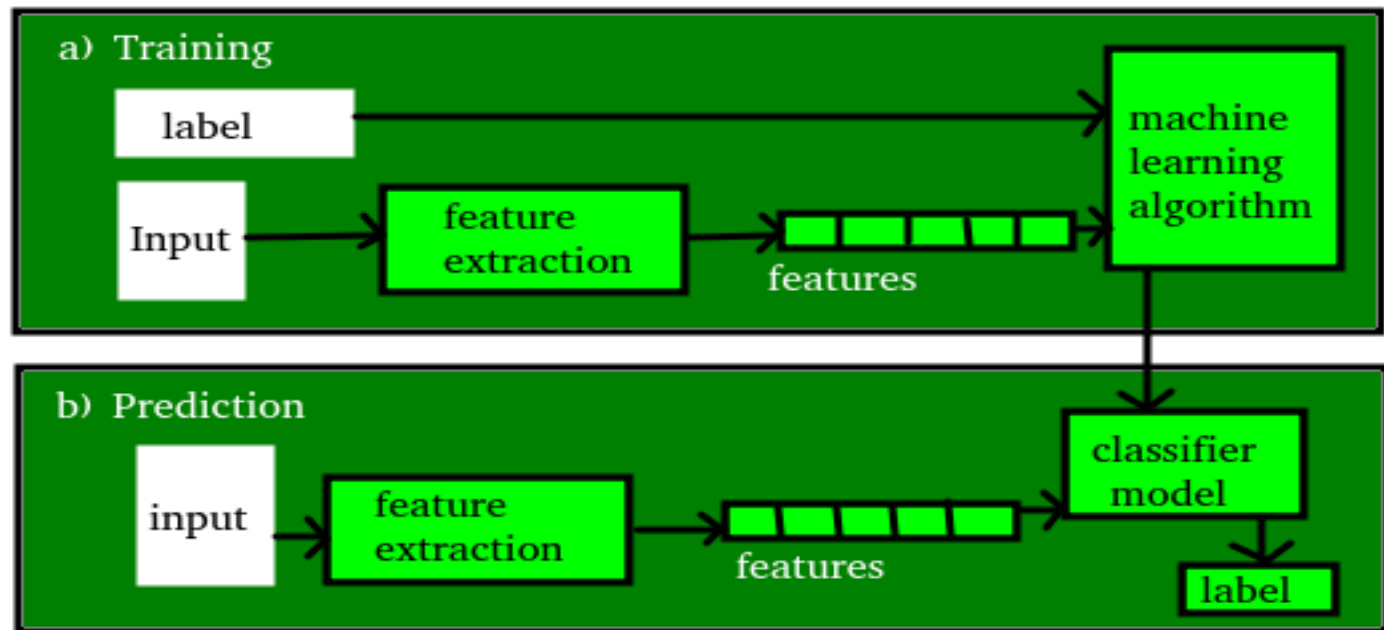 a) Training
label
machine
learning
algorithm
Input
feature
extraction
features
b) Prediction
classifier
model
input
feature
extraction
features
label